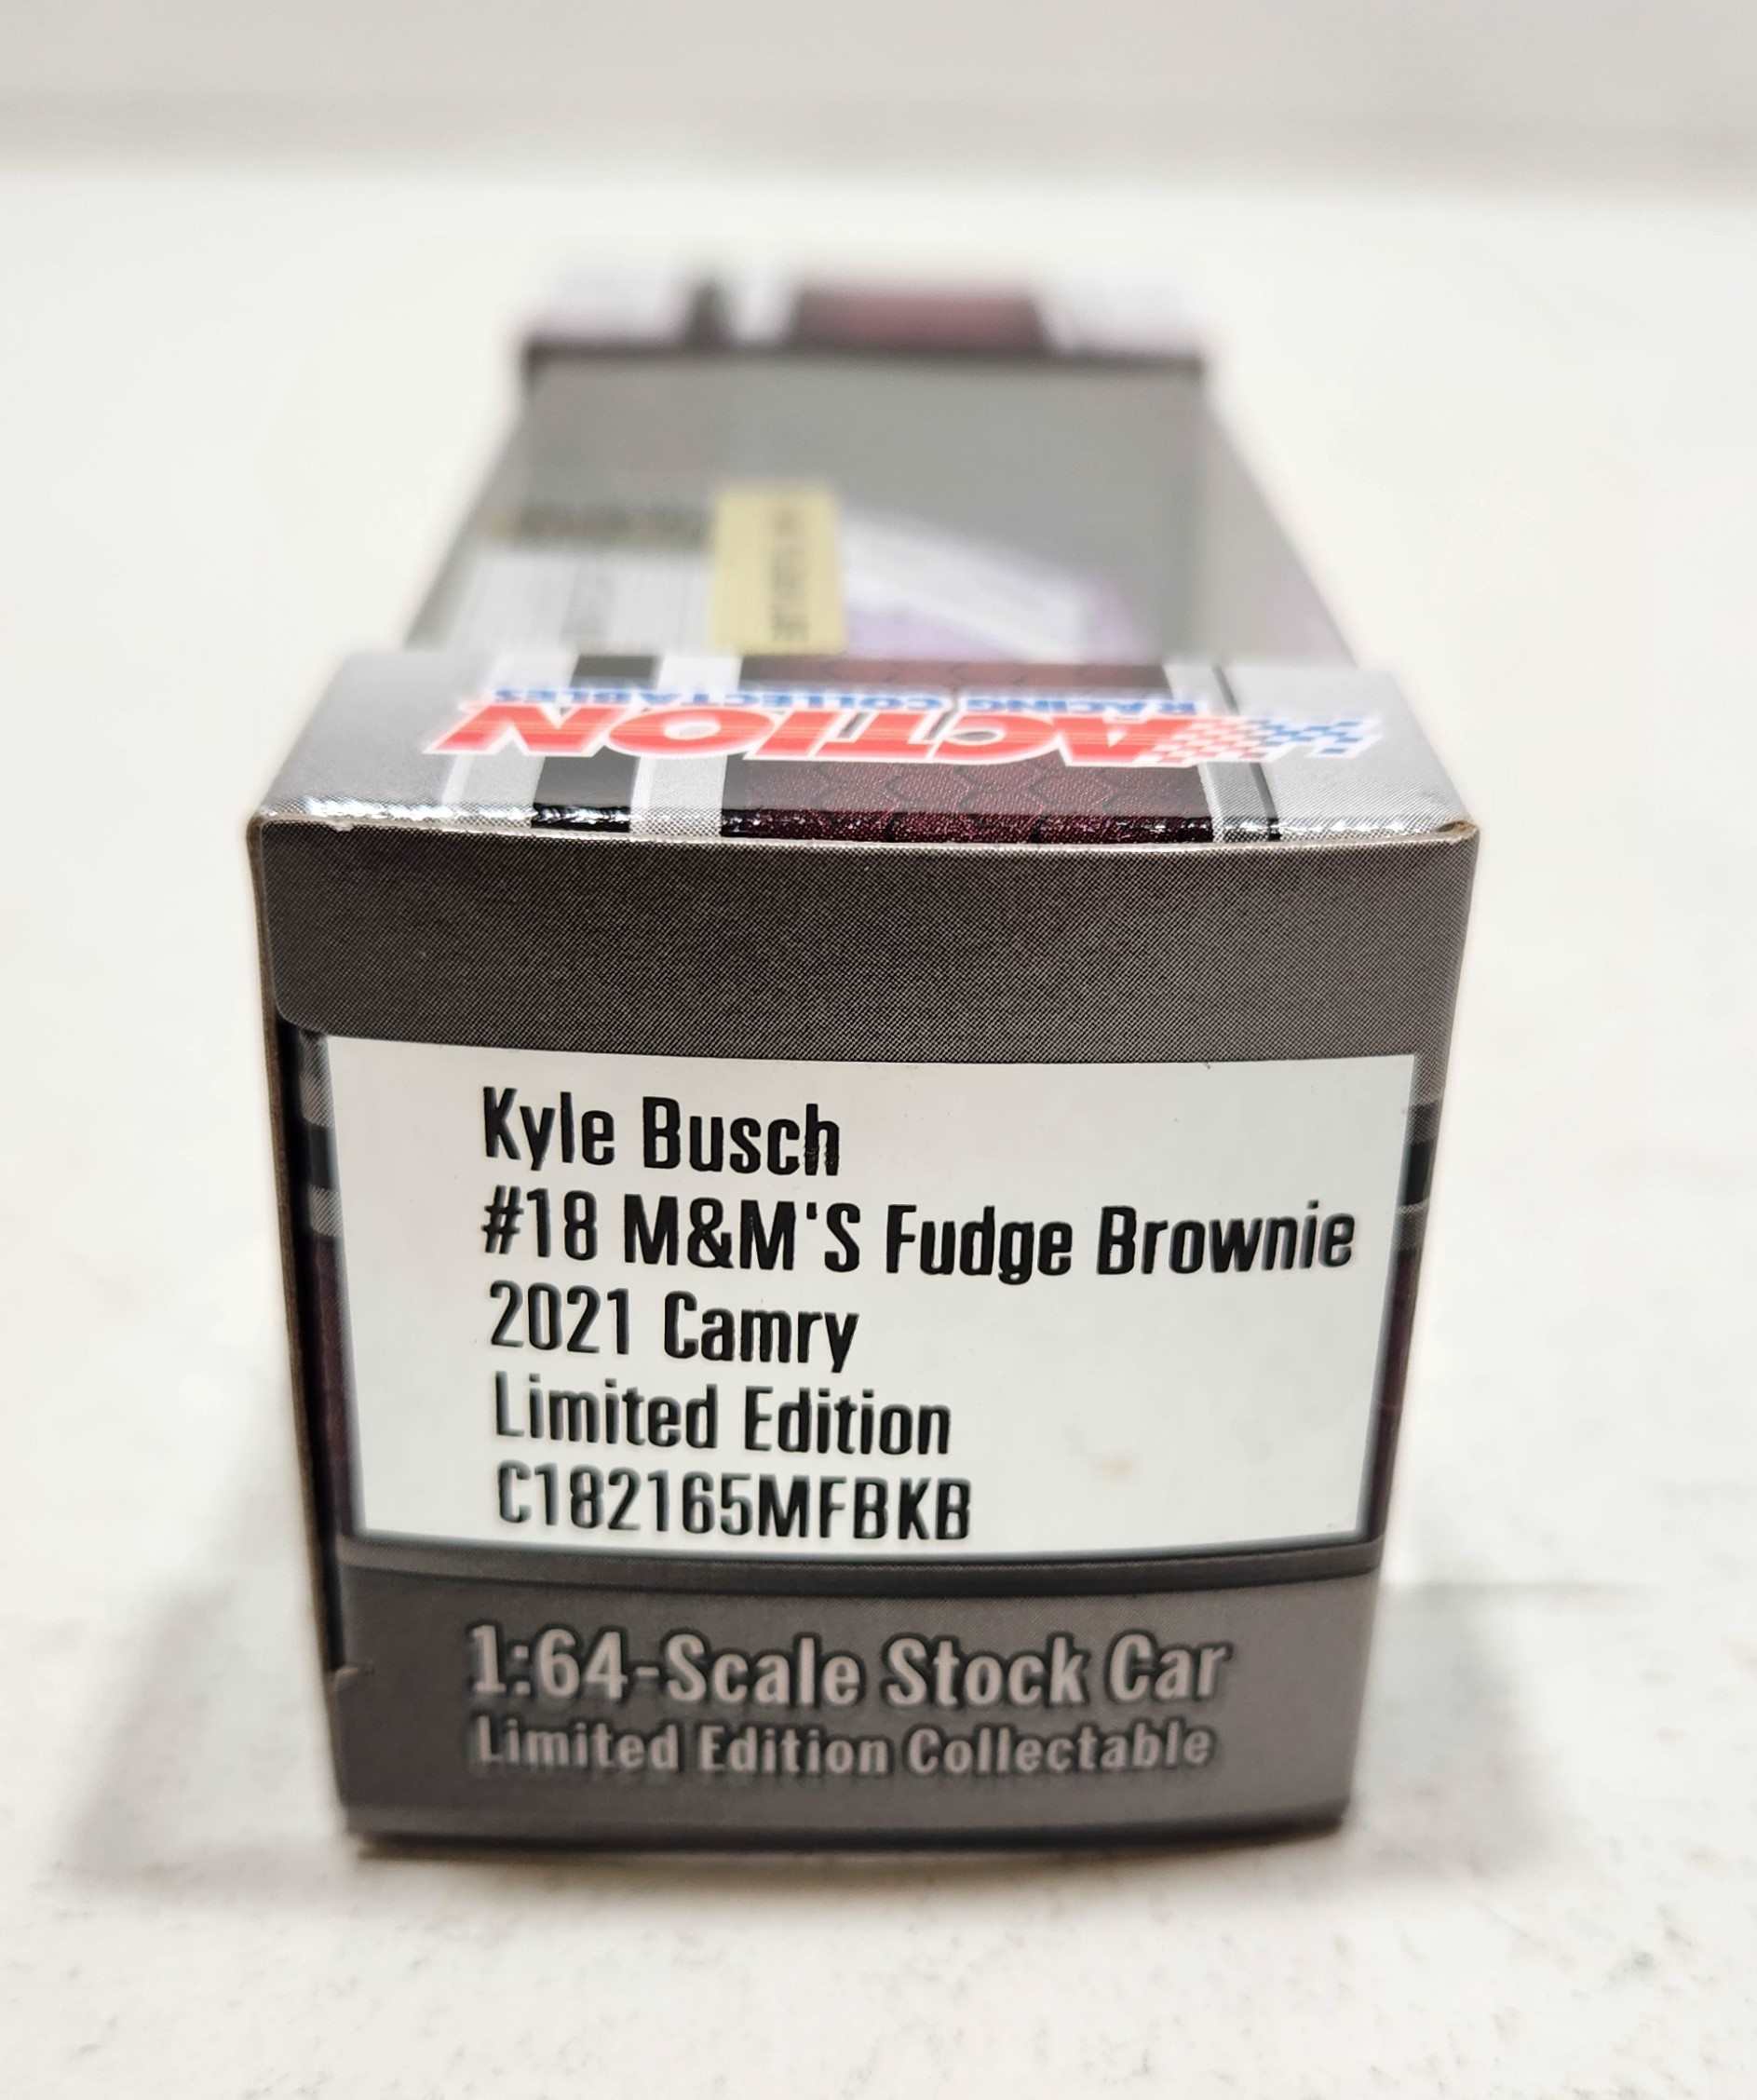 ACTION
RACING COLLECTABLES
Kyle Busch
#18 M&M'S Fudge Brownie
2021 Camry
Limited Edition
C182165MFBKB
1:64-Scale Stock Car
Limited Edition Collectable